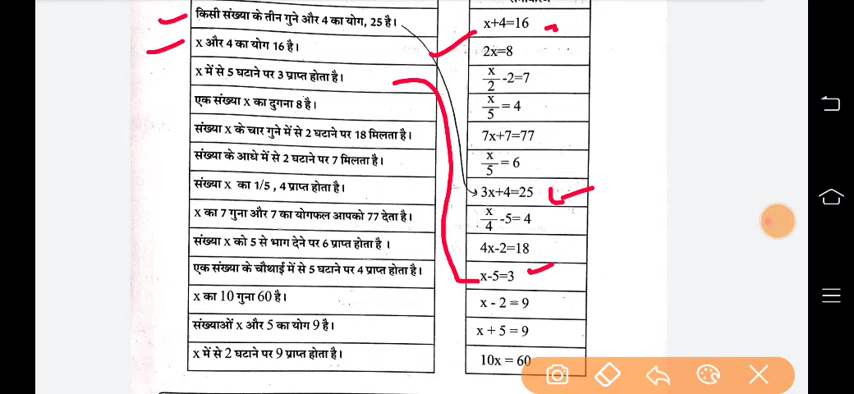 किसी संख्या के तीन गुने और 4 का योग, 25 है।
x और 4 का योग 16 है।
x में से 5 घटाने पर 3 प्राप्त होता है।
एक संख्या x का दुगना 8 है।
संख्या x के चार गुने में से 2 घटाने पर 18 मिलता है।
संख्या के आधे में से 2 घटाने पर 7 मिलता है।
संख्या x का 1/5 , 4 प्राप्त होता है।
x का 7 गुना और 7 का योगफल आपको 77 देता है।
संख्या x को 5 से भाग देने पर 6 प्राप्त होता है ।
एक संख्या के चौथाई में से 5 घटाने पर 4 प्राप्त होता है।
x का 10 गुना 60 है।
संख्याओं x और 5 का योग 9 है।
x में से 2 घटाने पर 9 प्राप्त होता है।
x+4=16
2x=8
x/2 -2=7
x/5 = 4
7x+7=77
x/5 = 6
3x+4=25
x/4 -5= 4
4x-2=18
x-5=3
x - 2 = 9
x + 5 = 9
10x = 60